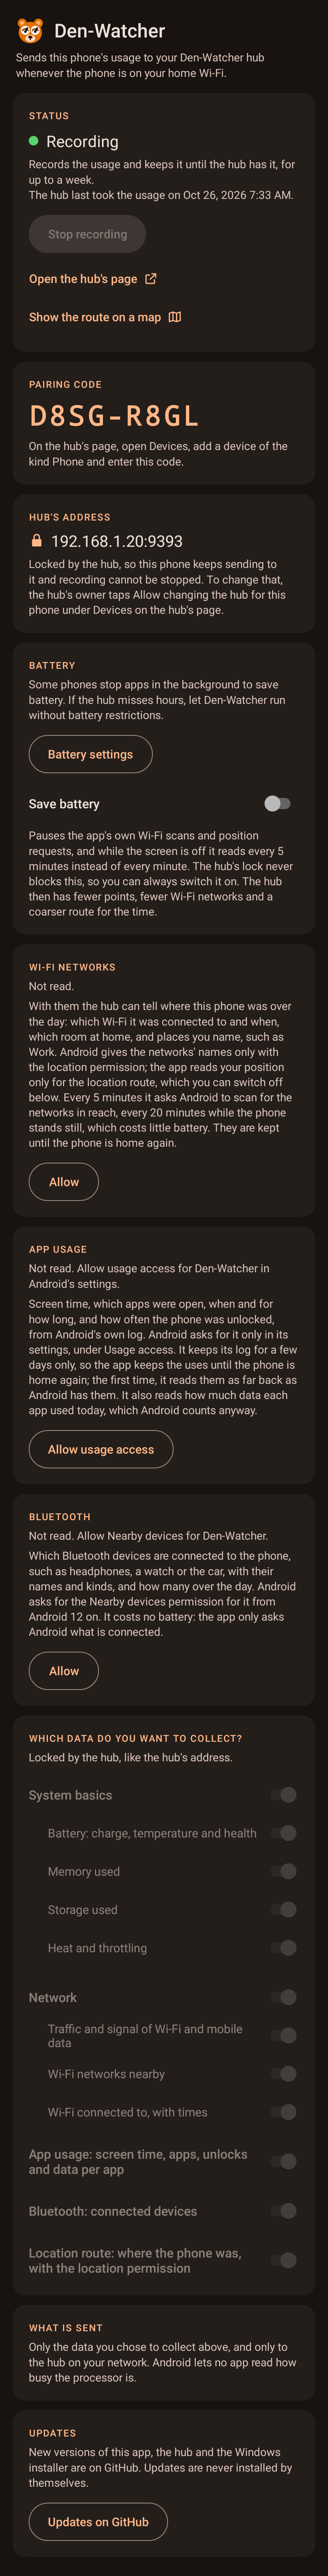 Den-Watcher
Sends this phone's usage to your Den-Watcher hub
whenever the phone is on your home Wi-Fi.
STATUS
Recording
Records the usage and keeps it until the hub has it, for
up to a week.
The hub last took the usage on Oct 26, 2026 7:33 AM.
Stop recording
Open the hub's page
Show the route on a map
PAIRING CODE
D8SG-R8GL
On the hub's page, open Devices, add a device of the
kind Phone and enter this code.
HUB'S ADDRESS
192.168.1.20:9393
Locked by the hub, so this phone keeps sending to
it and recording cannot be stopped. To change that,
the hub's owner taps Allow changing the hub for this
phone under Devices on the hub's page.
BATTERY
Some phones stop apps in the background to save
battery. If the hub misses hours, let Den-Watcher run
without battery restrictions.
Battery settings
Save battery
Pauses the app's own Wi-Fi scans and position
requests, and while the screen is off it reads every 5
minutes instead of every minute. The hub's lock never
blocks this, so you can always switch it on. The hub
then has fewer points, fewer Wi-Fi networks and a
coarser route for the time.
WI-FI NETWORKS
Not read.
With them the hub can tell where this phone was over
the day: which Wi-Fi it was connected to and when,
which room at home, and places you name, such as
Work. Android gives the networks' names only with
the location permission; the app reads your position
only for the location route, which you can switch off
below. Every 5 minutes it asks Android to scan for the
networks in reach, every 20 minutes while the phone
stands still, which costs little battery. They are kept
until the phone is home again.
Allow
APP USAGE
Not read. Allow usage access for Den-Watcher in
Android's settings.
Screen time, which apps were open, when and for
how long, and how often the phone was unlocked,
from Android's own log. Android asks for it only in its
settings, under Usage access. It keeps its log for a few
days only, so the app keeps the uses until the phone is
home again; the first time, it reads them as far back as
Android has them. It also reads how much data each
app used today, which Android counts anyway.
Allow usage access
BLUETOOTH
Not read. Allow Nearby devices for Den-Watcher.
Which Bluetooth devices are connected to the phone,
such as headphones, a watch or the car, with their
names and kinds, and how many over the day. Android
asks for the Nearby devices permission for it from
Android 12 on. It costs no battery: the app only asks
Android what is connected.
Allow
WHICH DATA DO YOU WANT TO COLLECT?
Locked by the hub, like the hub's address.
System basics
Battery: charge, temperature and health
Memory used
Storage used
Heat and throttling
Network
Traffic and signal of Wi-Fi and mobile
data
Wi-Fi networks nearby
Wi-Fi connected to, with times
App usage: screen time, apps, unlocks
and data per app
Bluetooth: connected devices
Location route: where the phone was,
with the location permission
WHAT IS SENT
Only the data you chose to collect above, and only to
the hub on your network. Android lets no app read how
busy the processor is.
UPDATES
New versions of this app, the hub and the Windows
installer are on GitHub. Updates are never installed by
themselves.
Updates on GitHub